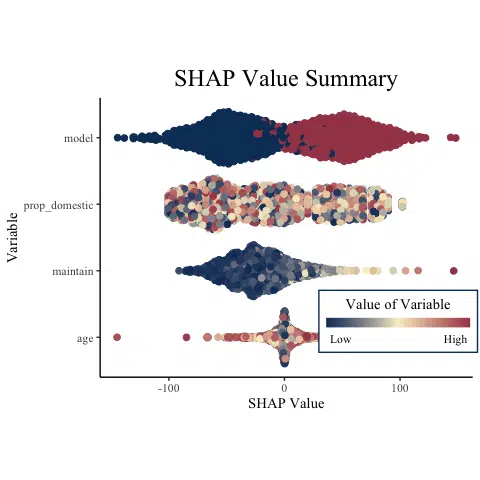 SHAP Value Summary
Variable
model
prop_domestic
maintain
age
Value of Variable
Low High
-100 0 100
SHAP Value